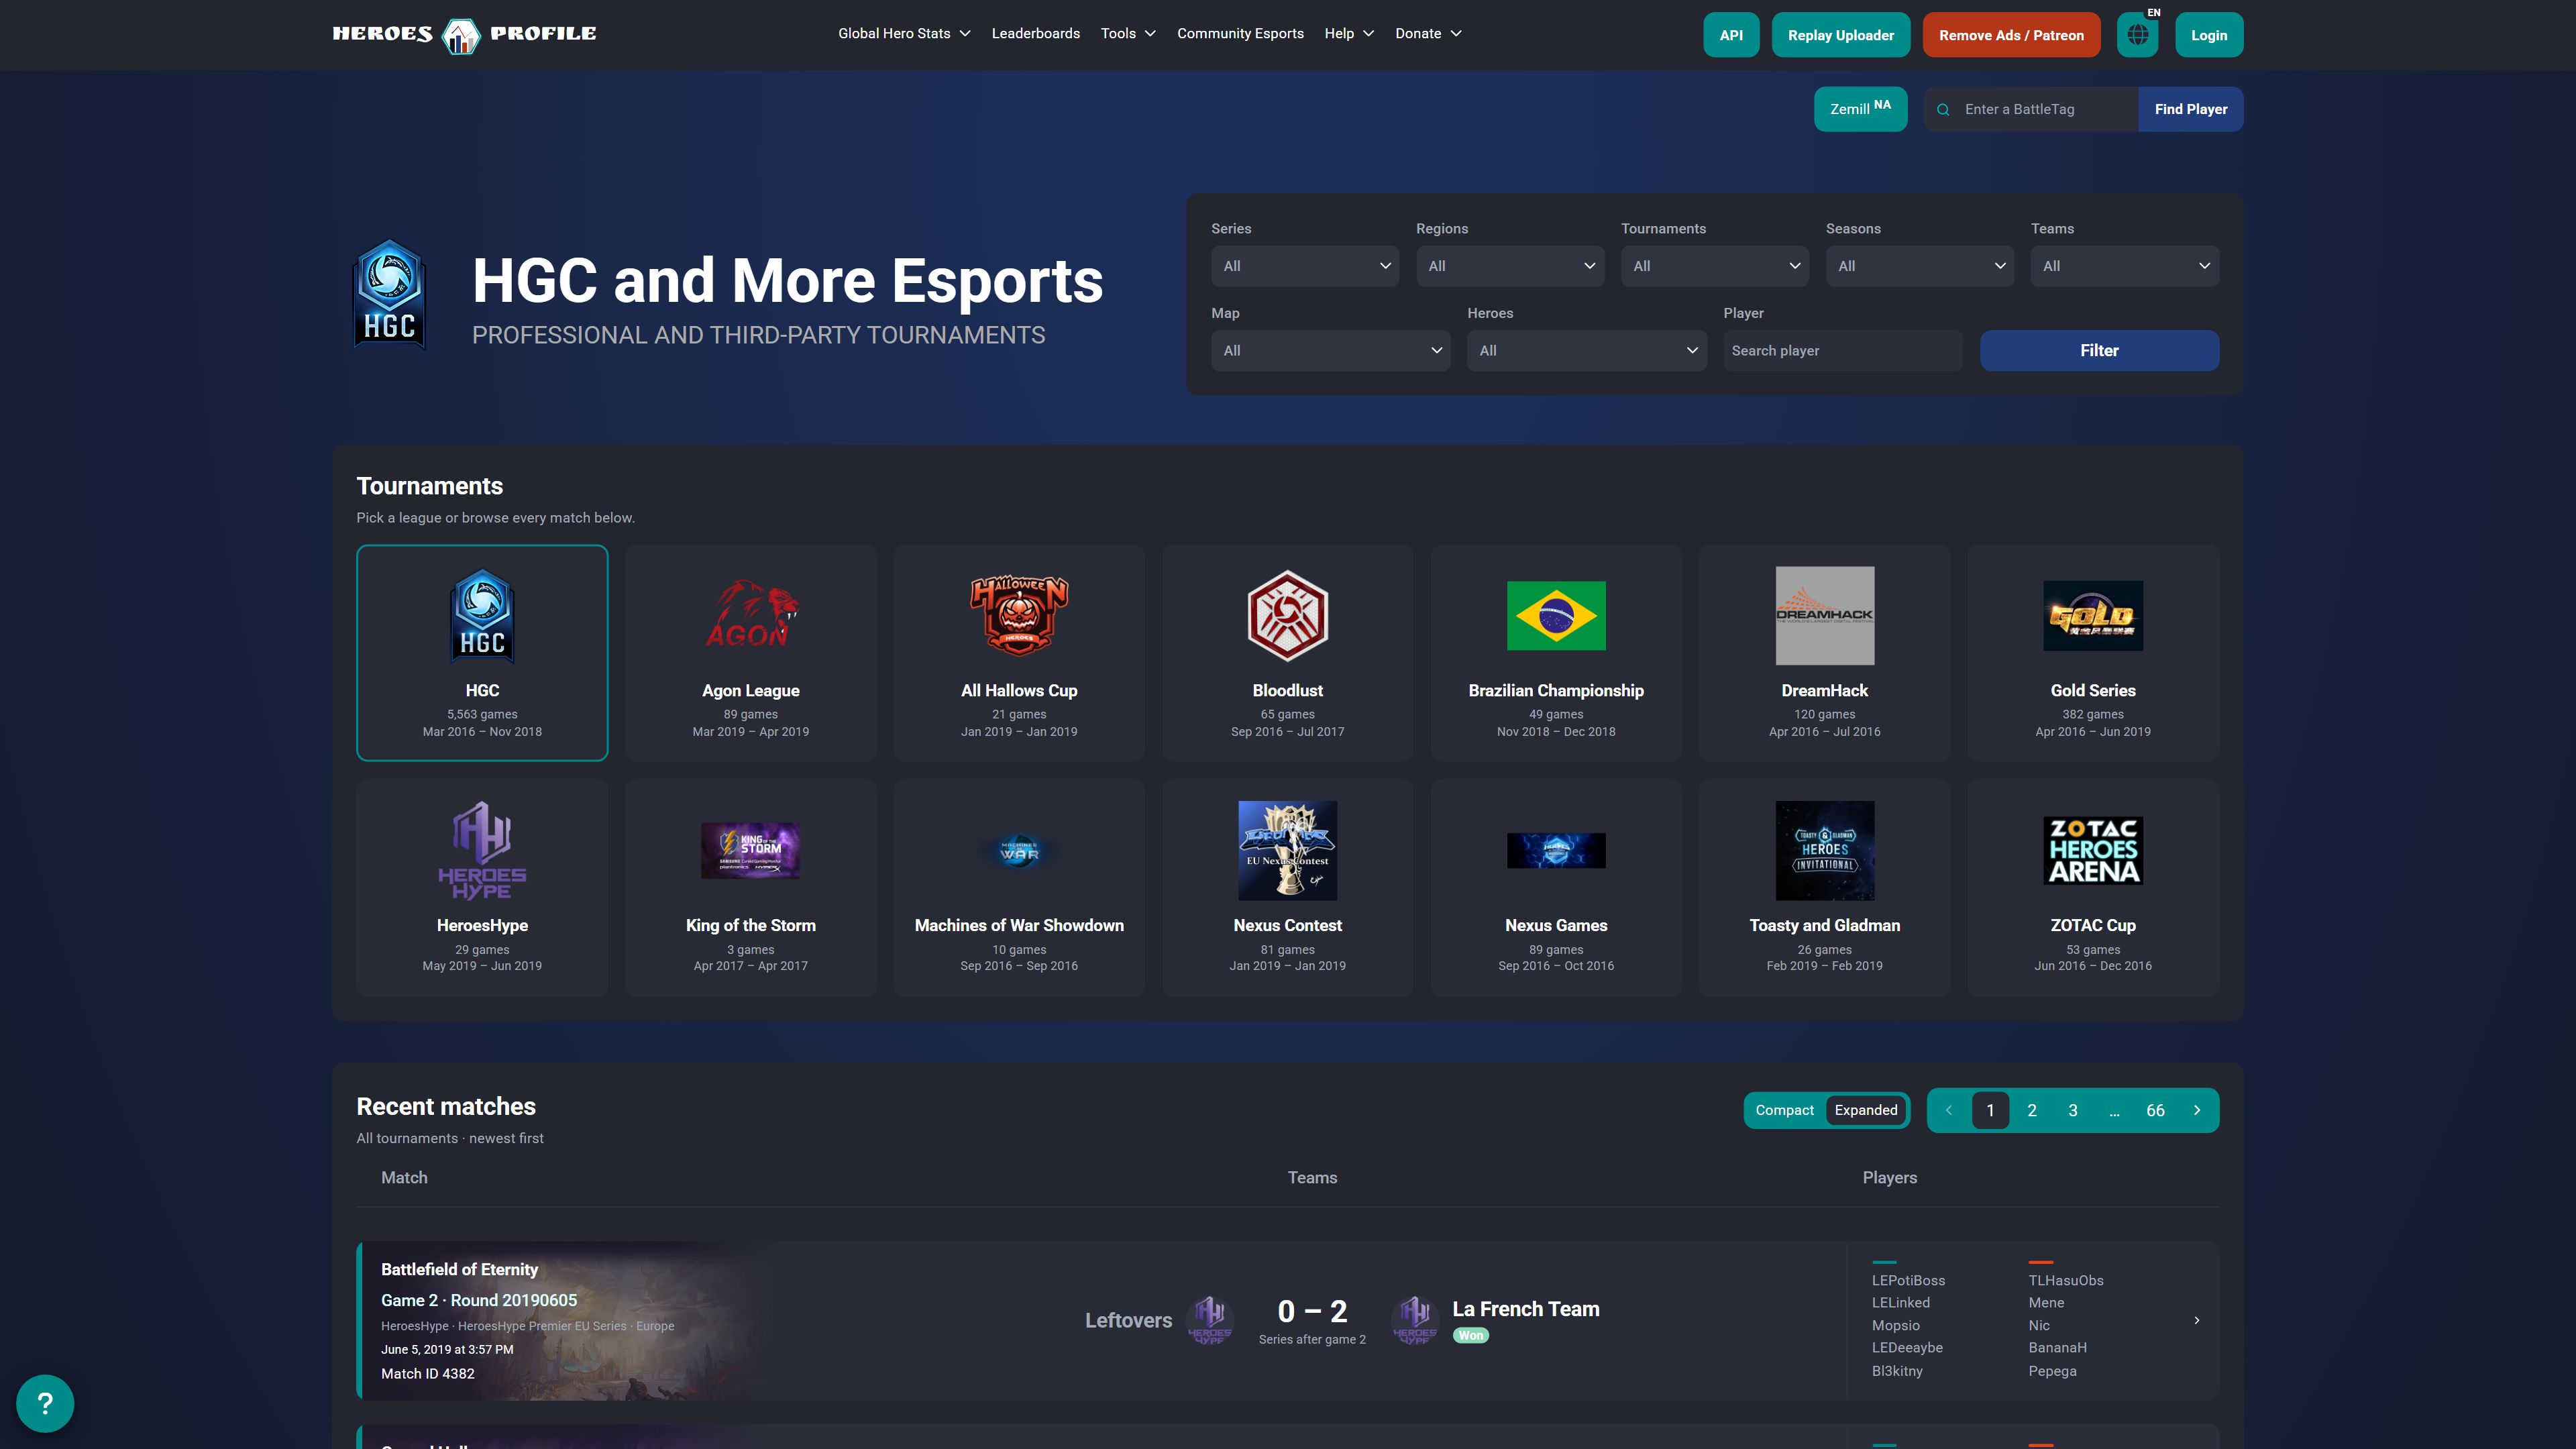 HEROES PROFILE
Global Hero Stats
Leaderboards
Tools
Community Esports
Help
Donate
API
Replay Uploader
Remove Ads / Patreon
EN
Login
Zemill NA
Enter a BattleTag
Find Player
HGC
HGC and More Esports
PROFESSIONAL AND THIRD-PARTY TOURNAMENTS
Series
Regions
Tournaments
Seasons
Teams
All
All
All
All
All
Map
Heroes
Player
All
All
Search player
Filter
Tournaments
Pick a league or browse every match below.
HGC
HGC
5,563 games
Mar 2016 – Nov 2018
AGON
Agon League
89 games
Mar 2019 – Apr 2019
HALLOWEEN
HEROES
All Hallows Cup
21 games
Jan 2019 – Jan 2019
Bloodlust
65 games
Sep 2016 – Jul 2017
Brazilian Championship
49 games
Nov 2018 – Dec 2018
DREAMHACK
DreamHack
120 games
Apr 2016 – Jul 2016
GOLD
Gold Series
382 games
Apr 2016 – Jun 2019
HEROES
HYPE
HeroesHype
29 games
May 2019 – Jun 2019
KING OF THE
STORM
King of the Storm
3 games
Apr 2017 – Apr 2017
MACHINES
WAR
Machines of War Showdown
10 games
Sep 2016 – Sep 2016
EU Nexus Contest
Nexus Contest
81 games
Jan 2019 – Jan 2019
Nexus Games
89 games
Sep 2016 – Oct 2016
TOASTY & GLADMAN
HEROES
INVITATIONAL
Toasty and Gladman
26 games
Feb 2019 – Feb 2019
ZOTAC
HEROES
ARENA
ZOTAC Cup
53 games
Jun 2016 – Dec 2016
Recent matches
All tournaments · newest first
Compact
Expanded
1
2
3
...
66
Match
Teams
Players
Battlefield of Eternity
Game 2 · Round 20190605
HeroesHype · HeroesHype Premier EU Series · Europe
June 5, 2019 at 3:57 PM
Match ID 4382
Leftovers
HEROES
HYPE
0 – 2
Series after game 2
HEROES
HYPE
La French Team
Won
LEPotiBoss
LELinked
Mopsio
LEDeeaybe
Bl3kitny
TLHasuObs
Mene
Nic
BananaH
Pepega
?